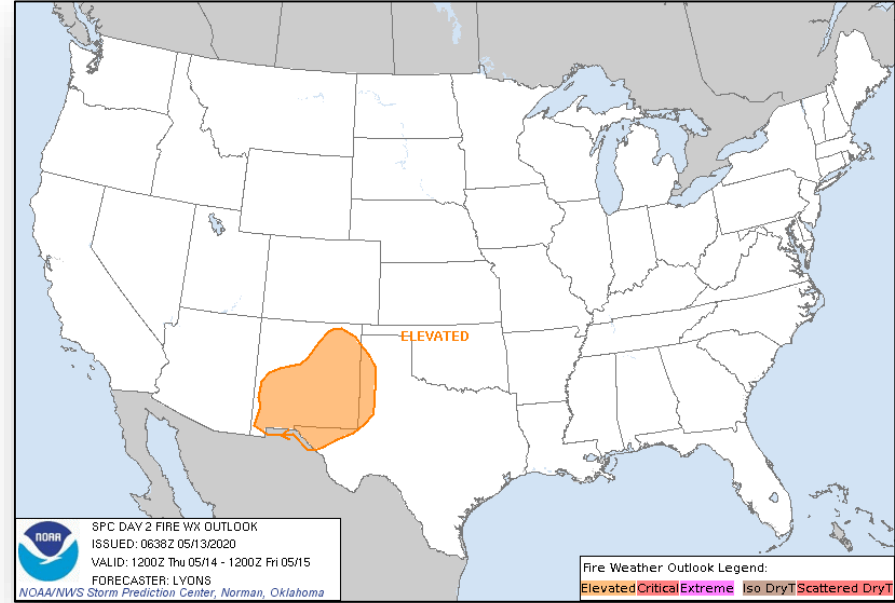 ELEVATED
NOAA
SPC DAY 2 FIRE WX OUTLOOK
ISSUED: 0638Z 05/13/2020
VALID: 1200Z Thu 05/14 - 1200Z Fri 05/15
FORECASTER: LYONS
NOAA/NWS Storm Prediction Center, Norman, Oklahoma
Fire Weather Outlook Legend:
Elevated Critical Extreme Iso DryT Scattered DryT